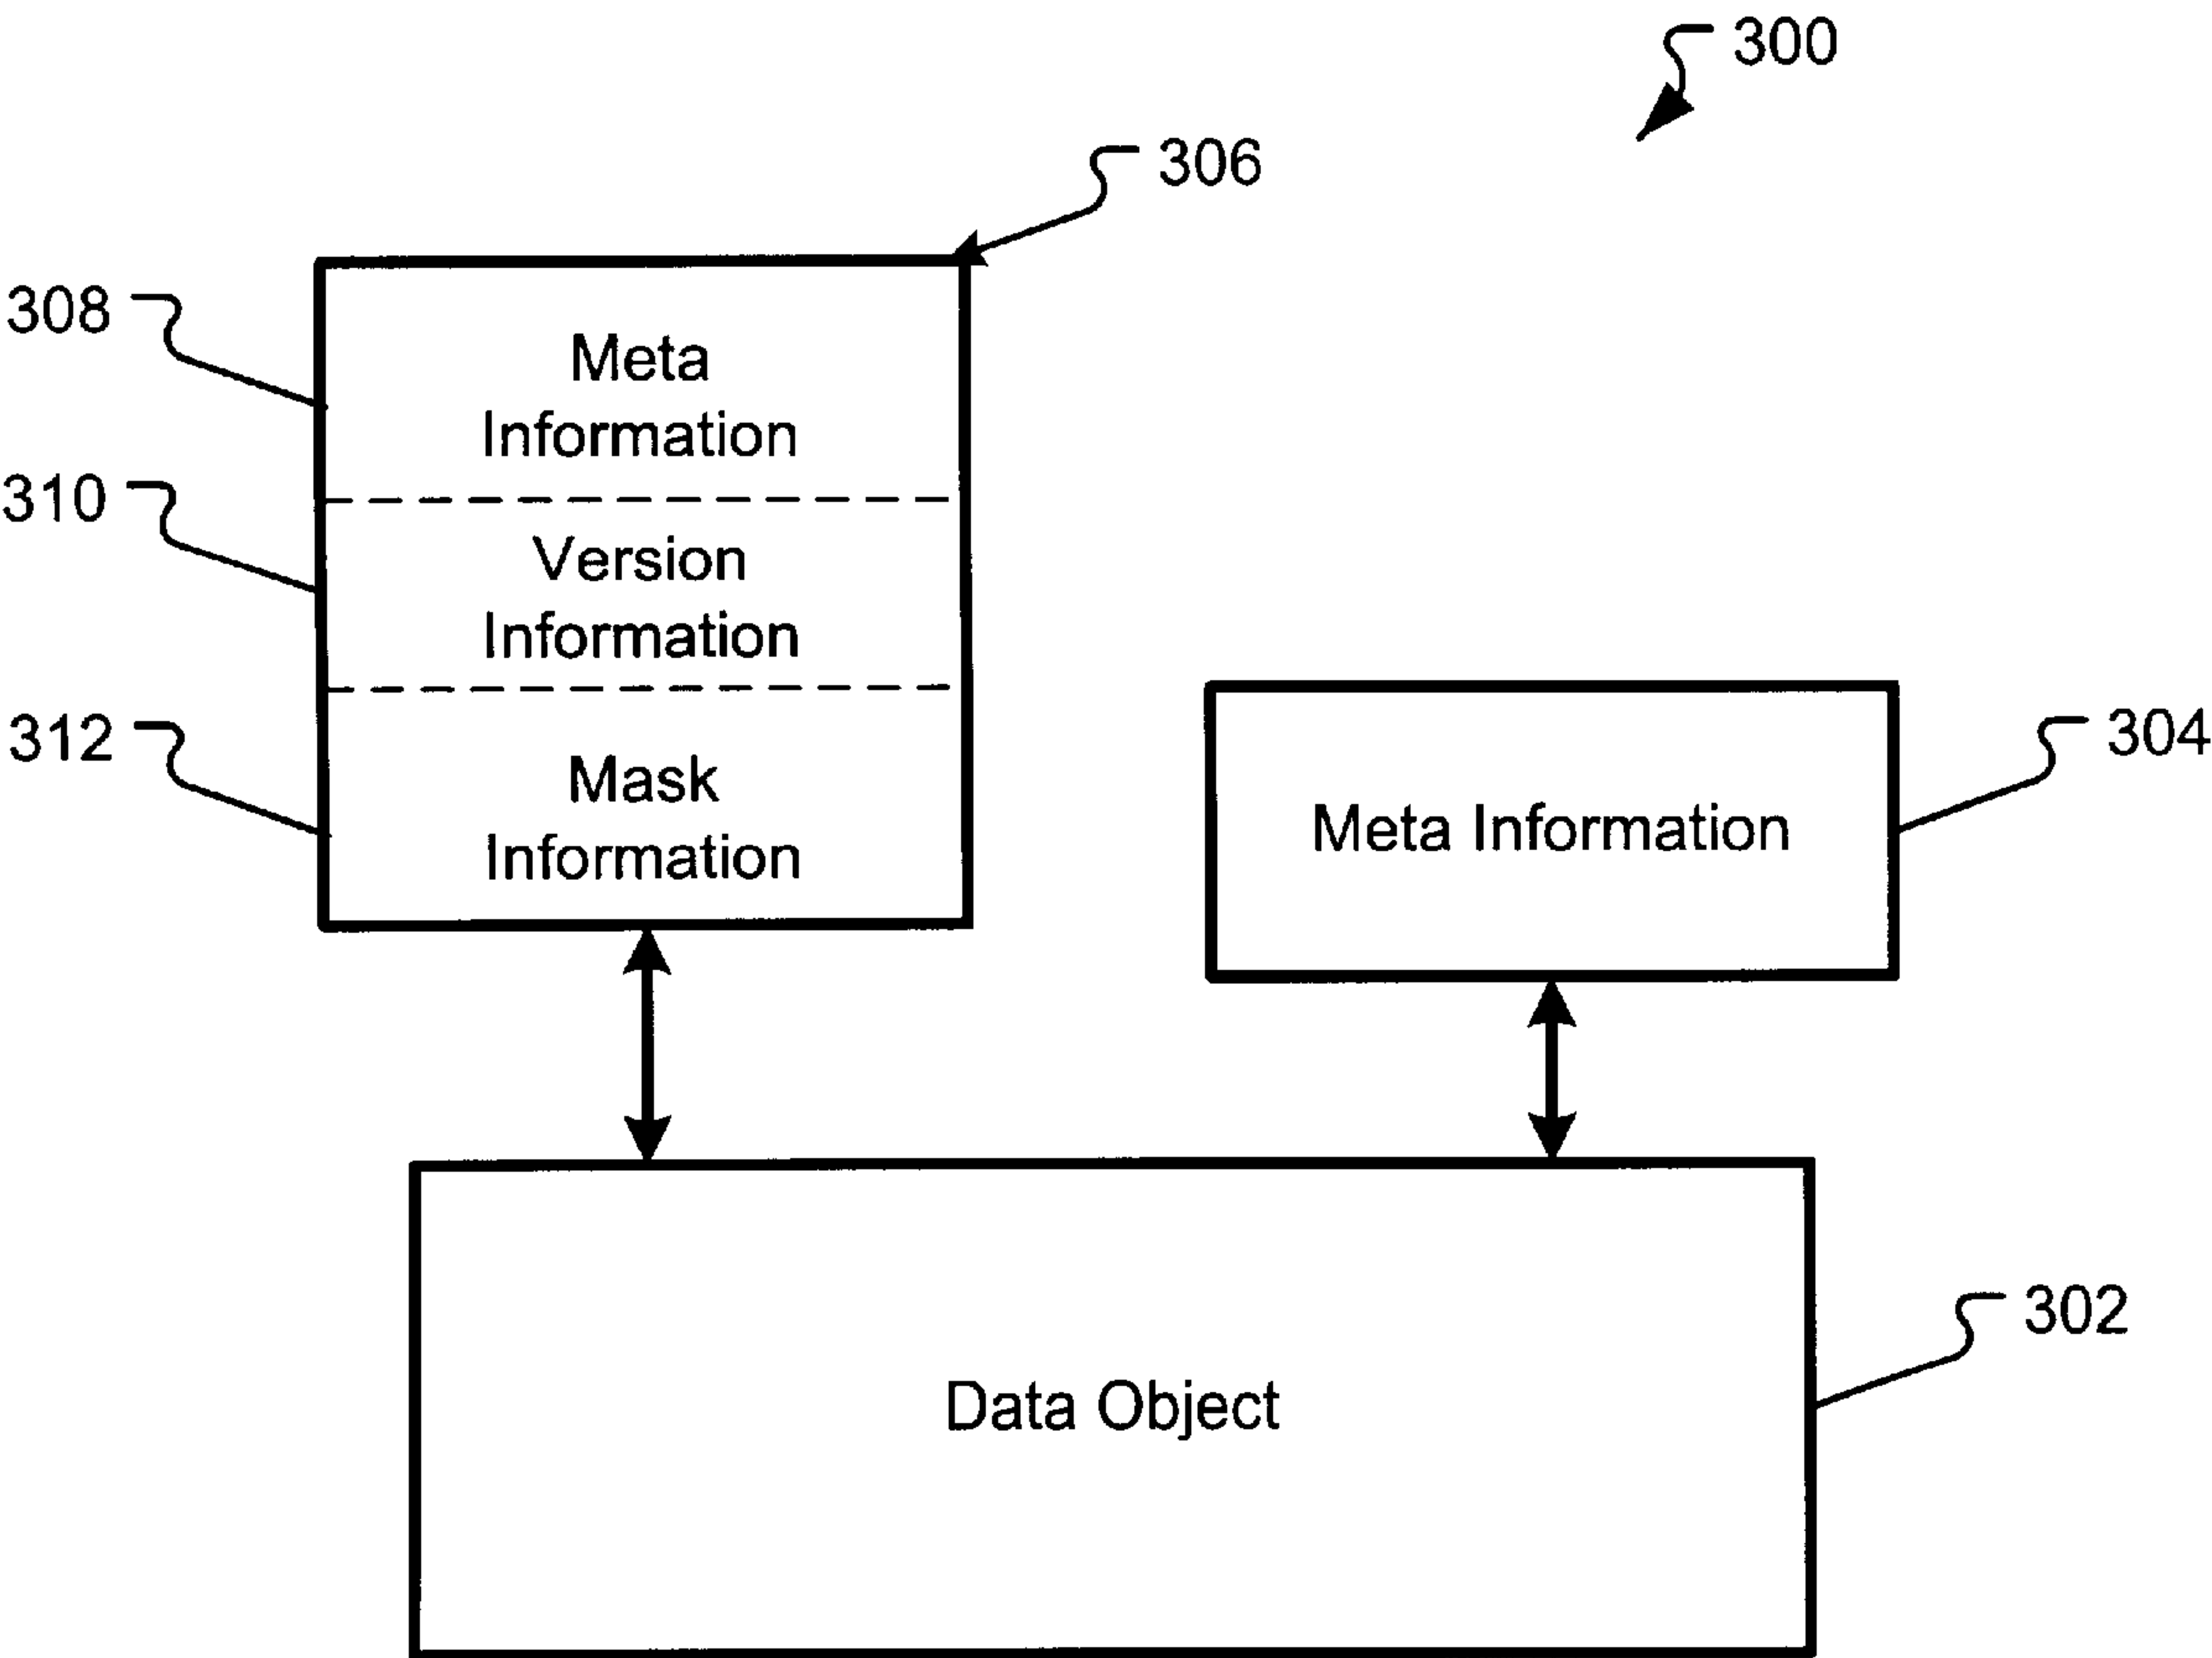 300
306
308
Meta
Information
310
Version
Information
312
Mask
Information
304
Meta Information
302
Data Object